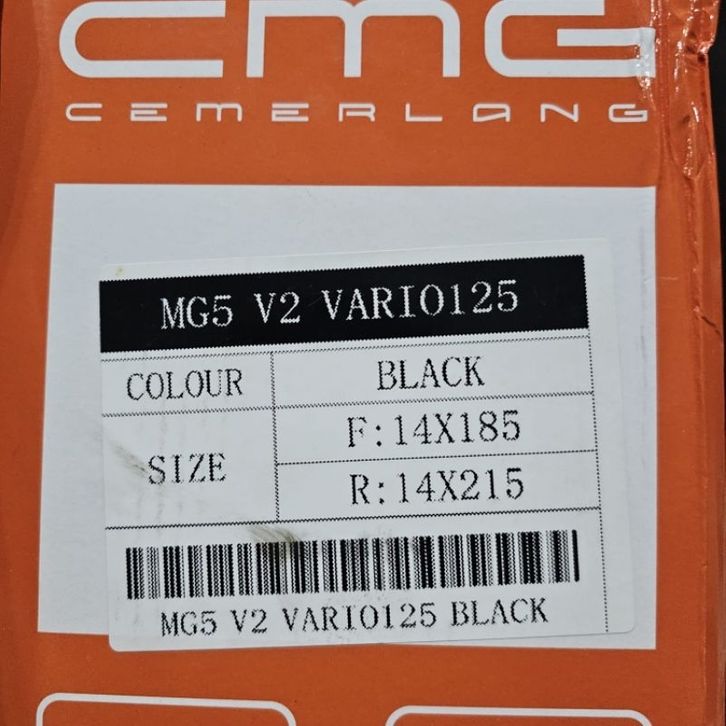 CMG
CEMERLANG
MG5 V2 VARIO125
COLOUR BLACK
SIZE F:14X185
R:14X215
MG5 V2 VARIO125 BLACK